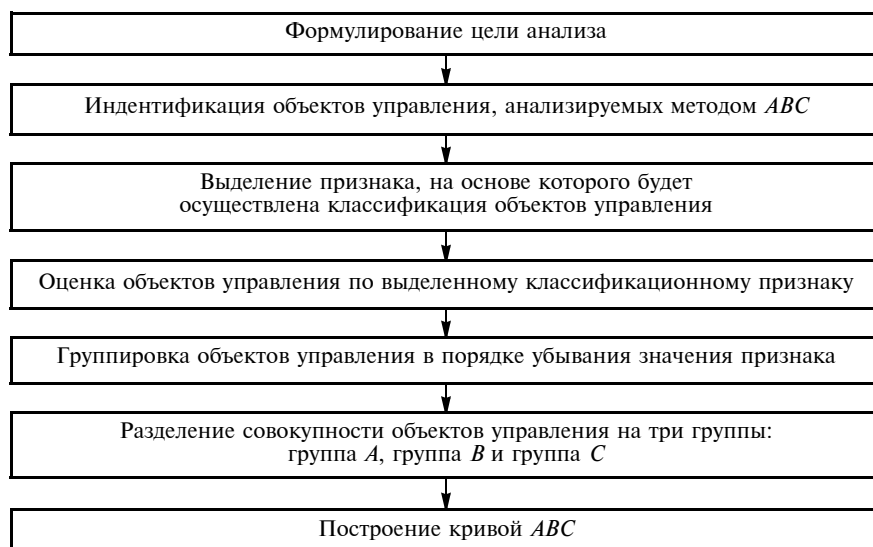 Формулирование цели анализа
Индентификация объектов управления, анализируемых методом ABC
Выделение признака, на основе которого будет
осуществлена классификация объектов управления
Оценка объектов управления по выделенному классификационному признаку
Группировка объектов управления в порядке убывания значения признака
Разделение совокупности объектов управления на три группы:
группа A, группа B и группа C
Построение кривой ABC